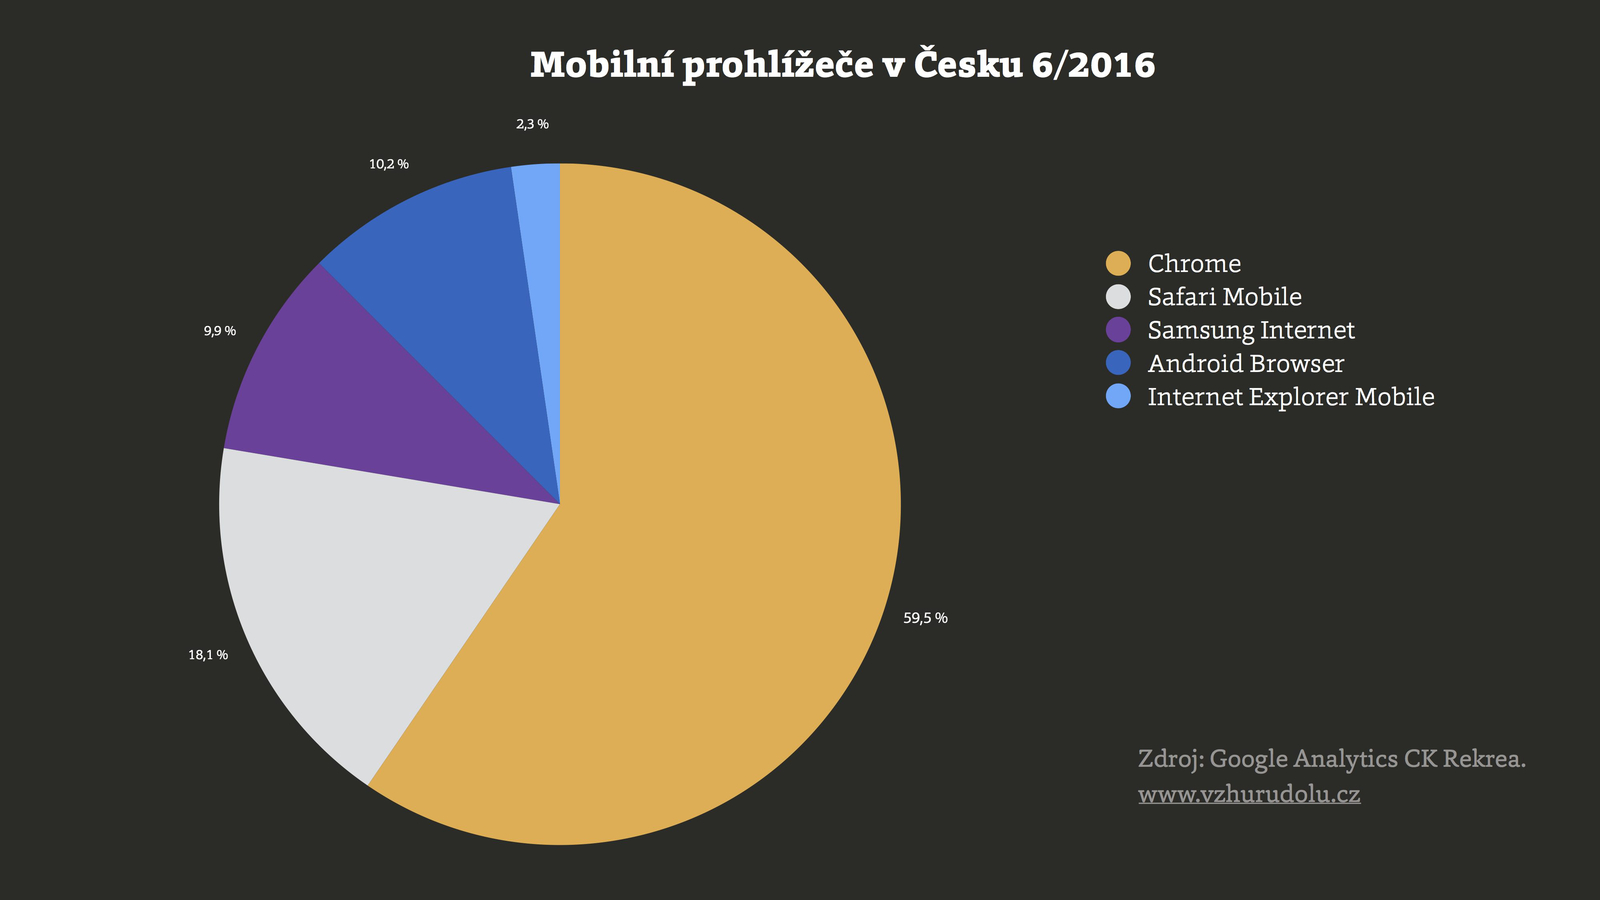 Mobilní prohlížeče v Česku 6/2016
2,3 %
10,2 %
9,9 %
18,1 %
59,5 %
Chrome
Safari Mobile
Samsung Internet
Android Browser
Internet Explorer Mobile
Zdroj: Google Analytics CK Rekrea.
www.vzhurudolu.cz